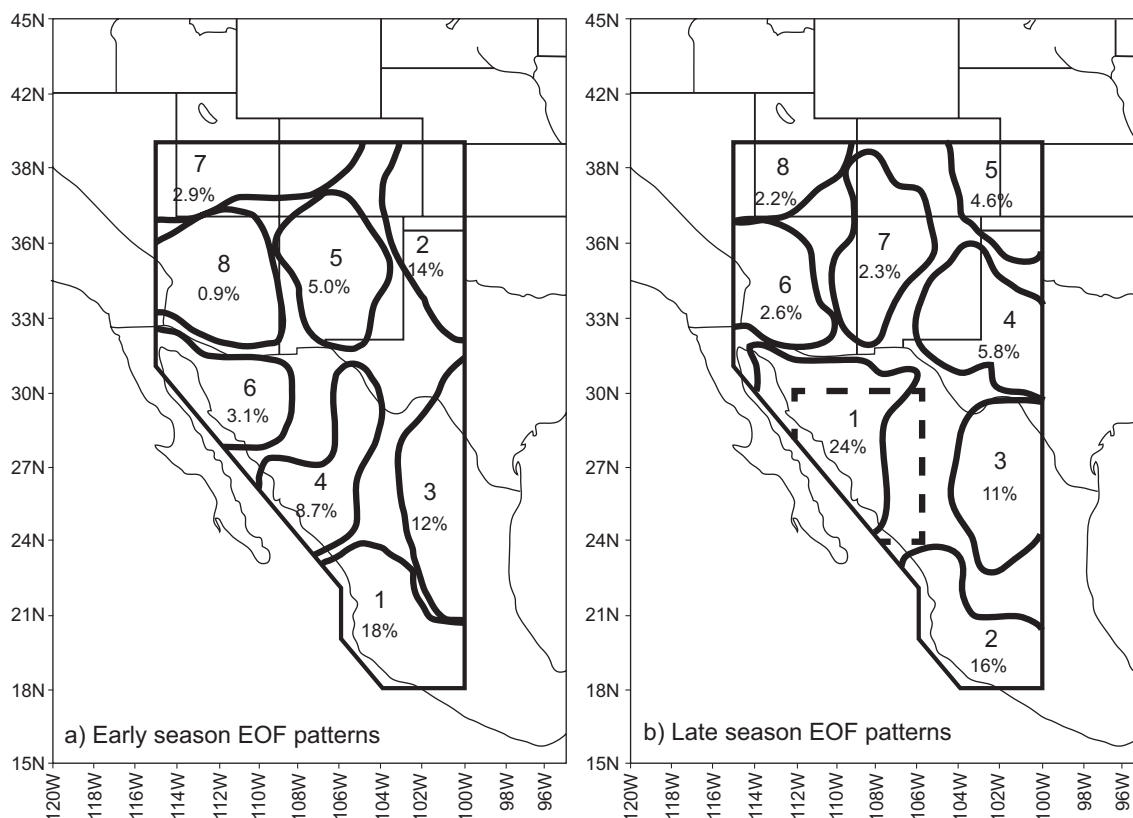 45N
42N
39N
36N
33N
30N
27N
24N
21N
18N
15N
120W
118W
116W
114W
112W
110W
108W
106W
104W
102W
100W
98W
96W
7
2.9%
8
0.9%
5
5.0%
2
14%
6
3.1%
4
8.7%
3
12%
1
18%
a) Early season EOF patterns
45N
42N
39N
36N
33N
30N
27N
24N
21N
18N
15N
120W
118W
116W
114W
112W
110W
108W
106W
104W
102W
100W
98W
96W
8
2.2%
5
4.6%
7
2.3%
6
2.6%
4
5.8%
1
24%
3
11%
2
16%
b) Late season EOF patterns